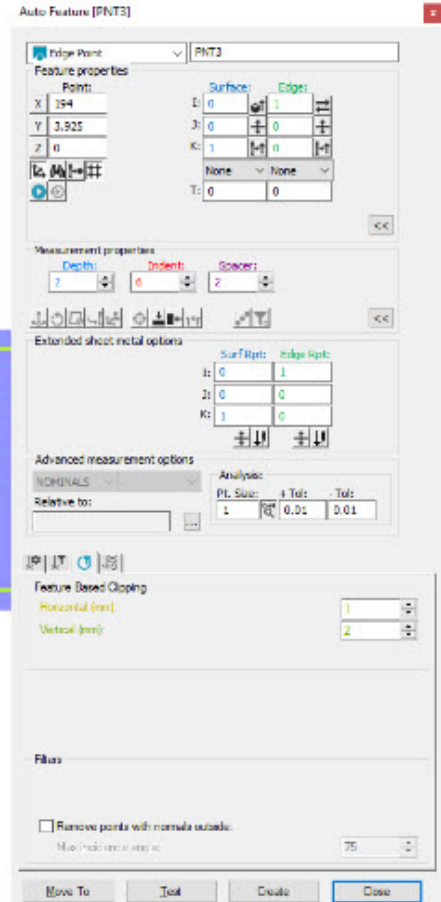 Auto Feature [PNT3]
Edge Point PNT3
Feature properties
Point: Surface: Edge:
X 194 I: 0 1
Y 3.925 J: 0 0
Z 0 K: 1 0
None None
T: 0 0
<<
Measurement properties
Depth: Indent: Spacer:
2 0 2
<<
Extended sheet metal options
Surf Rpt: Edge Rpt:
I: 0 1
J: 0 0
K: 1 0
Advanced measurement options
NOMINALS
Analysis:
Relative to: Pt. Size: + Tol: - Tol:
... 1 0.01 0.01
Feature Based Clipping
Horizontal (mm): 1
Vertical (mm): 2
Filters
Remove points with normals outside:
Max incidence angle: 75
Move To Test Create Close